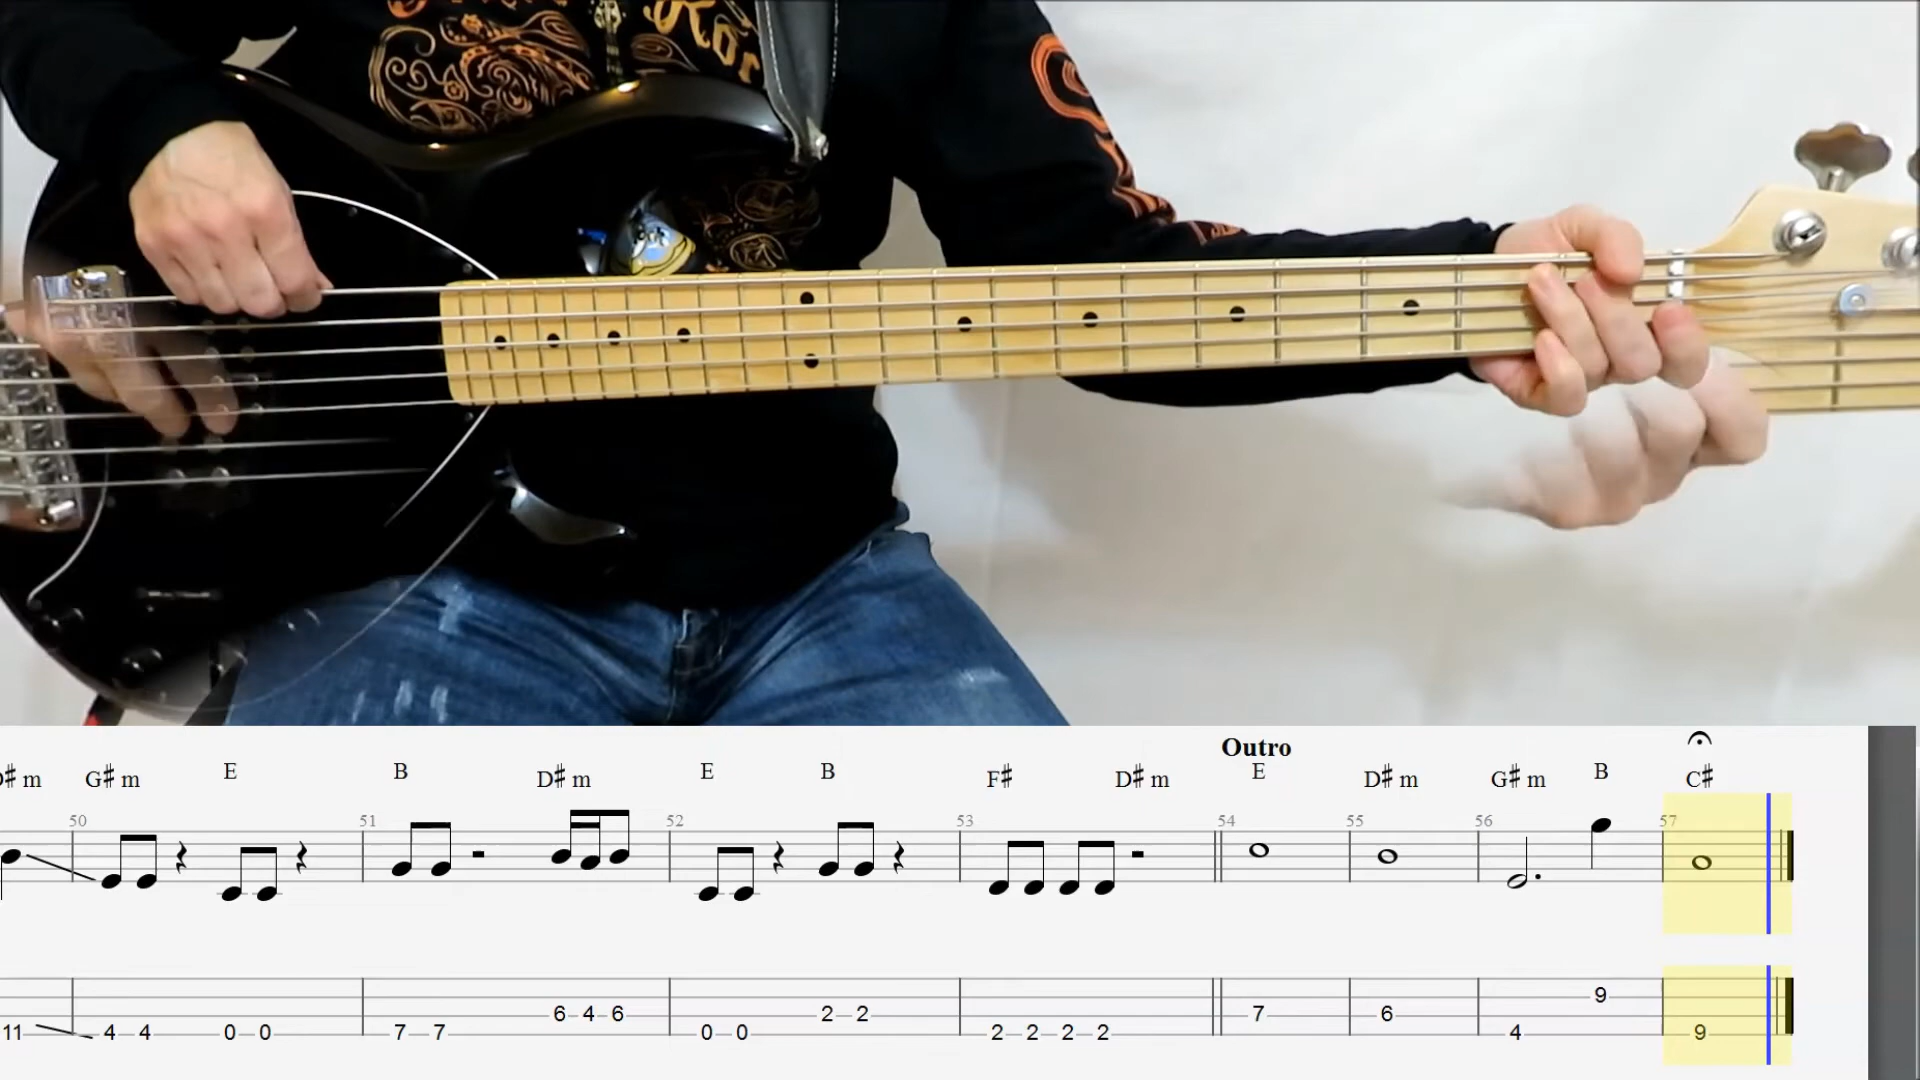 Kor
Outro
♯ m G♯ m E B D♯ m E B F♯ D♯ m E D♯ m G♯ m B C♯
50 51 52 53 54 55 56 57
11 4 4 0 0 7 7 6 4 6 0 0 2 2 2 2 2 2 7 6 4 9 9